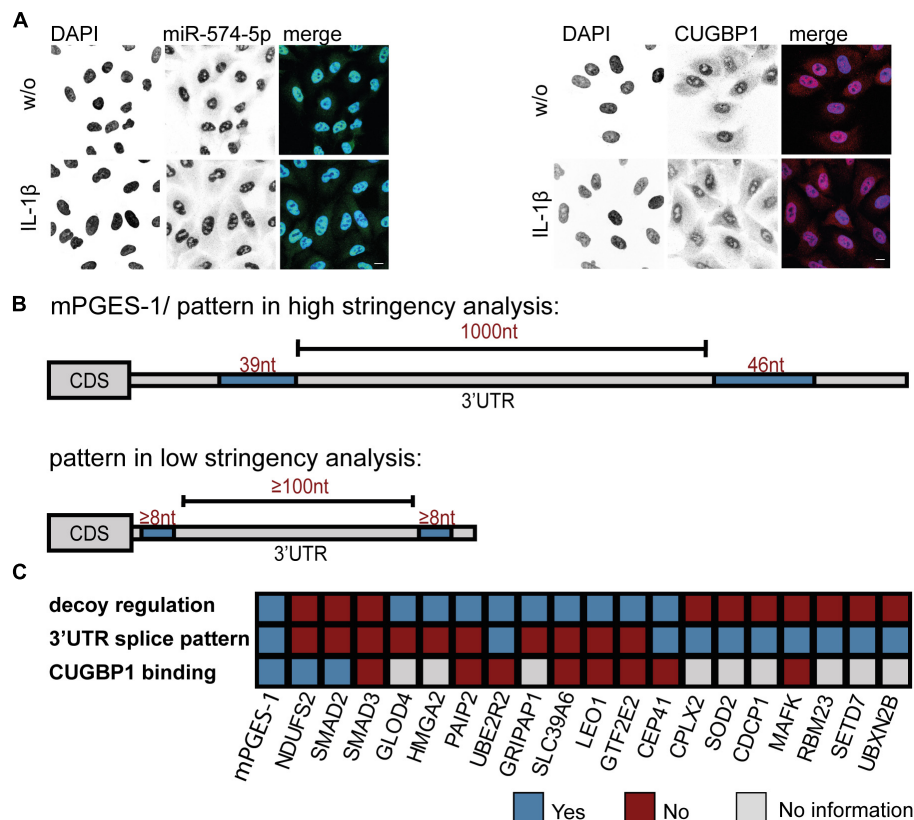 A
DAPI miR-574-5p merge
w/o
IL-1β
DAPI CUGBP1 merge
w/o
IL-1β
B
mPGES-1/ pattern in high stringency analysis:
1000nt
39nt 46nt
CDS
3'UTR
pattern in low stringency analysis:
≥100nt
≥8nt ≥8nt
CDS
3'UTR
C
decoy regulation
3'UTR splice pattern
CUGBP1 binding
mPGES-1
NDUFS2
SMAD2
SMAD3
GLOD4
HMGA2
PAIP2
UBE2R2
GRIPAP1
SLC39A6
LEO1
GTF2E2
CEP41
CPLX2
SOD2
CDCP1
MAFK
RBM23
SETD7
UBXN2B
Yes No No information